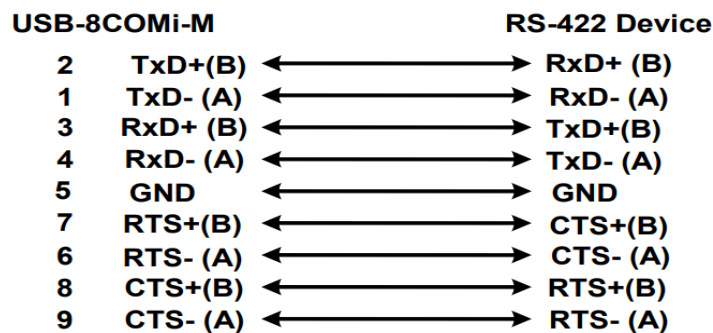 USB-8COMi-M RS-422 Device
2 TxD+(B) RxD+ (B)
1 TxD- (A) RxD- (A)
3 RxD+ (B) TxD+(B)
4 RxD- (A) TxD- (A)
5 GND GND
7 RTS+(B) CTS+(B)
6 RTS- (A) CTS- (A)
8 CTS+(B) RTS+(B)
9 CTS- (A) RTS- (A)